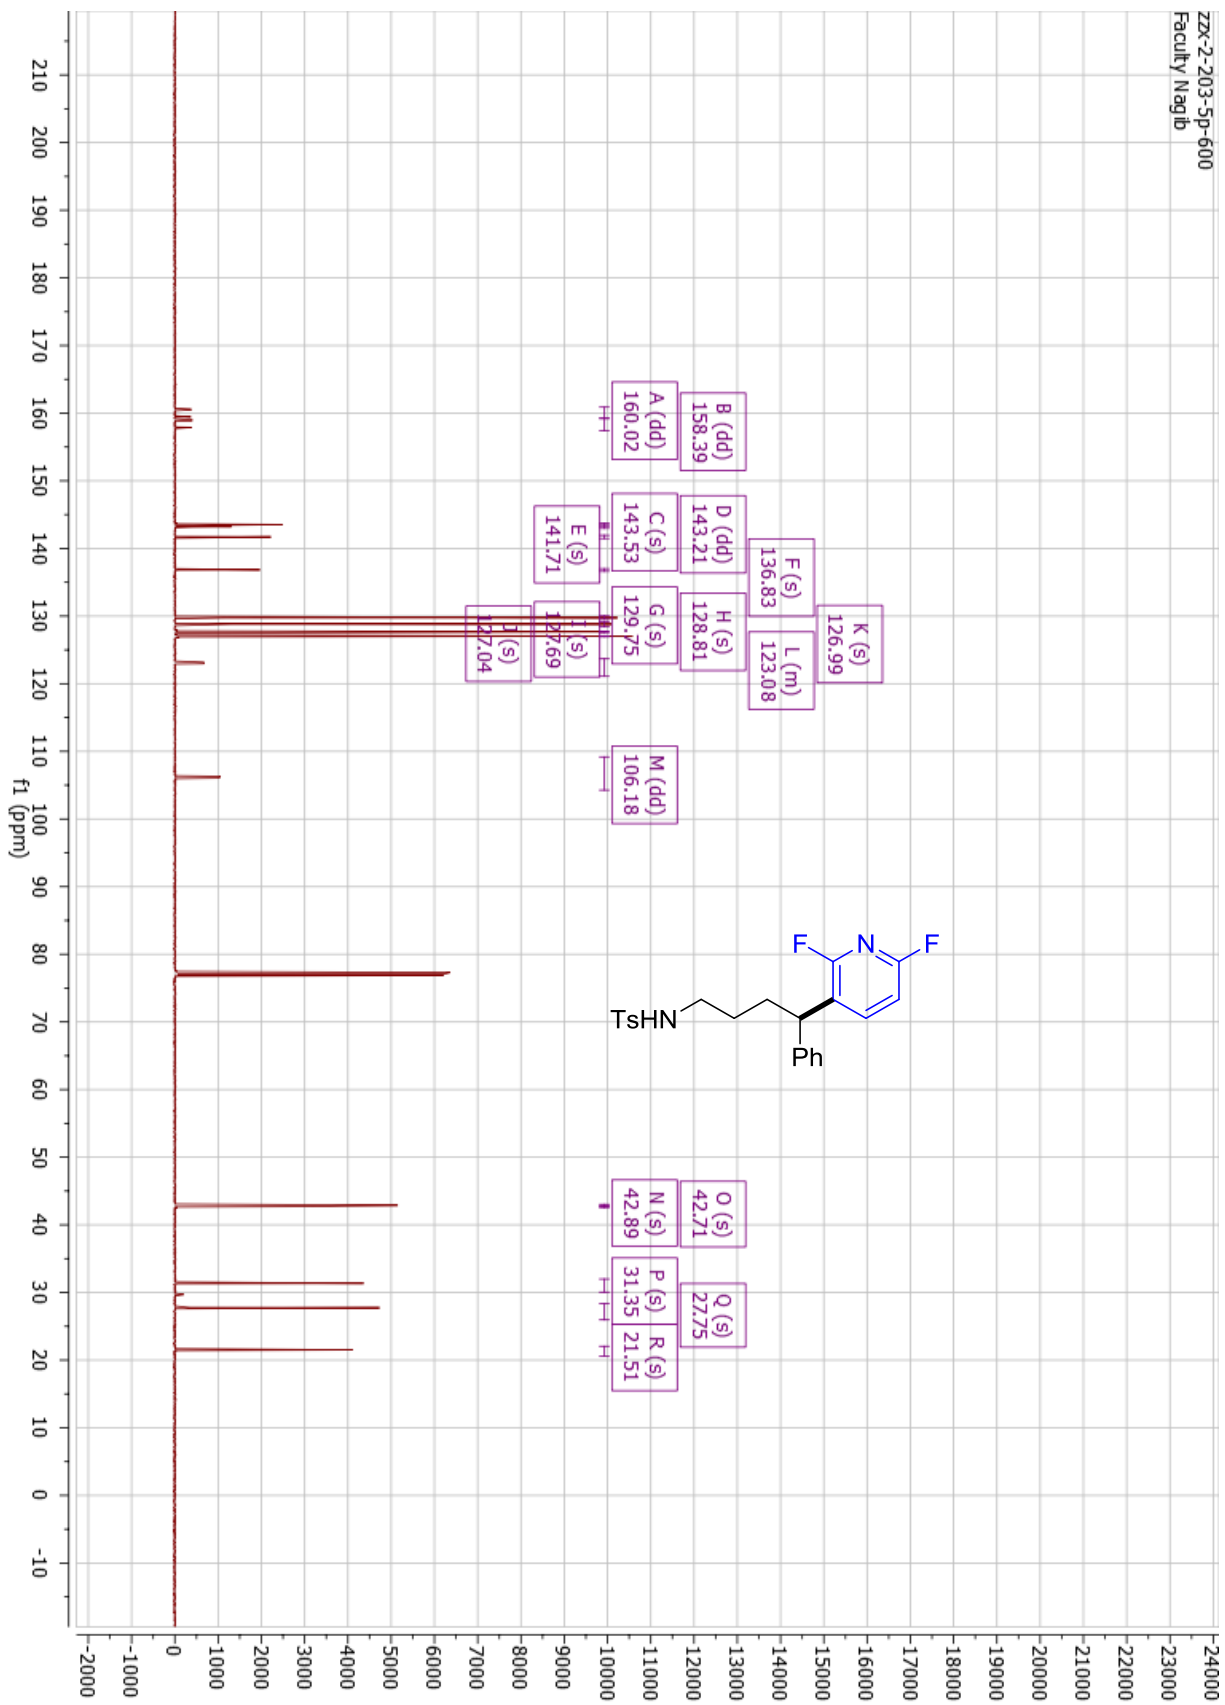 zzx-2-203-5p-600
Faculty Nagib
B (dd)
158.39
A (dd)
160.02
D (dd)
143.21
C (s)
143.53
E (s)
141.71
F (s)
136.83
K (s)
126.99
H (s)
128.81
G (s)
129.75
I (s)
127.69
J (s)
127.04
L (m)
123.08
M (dd)
106.18
O (s)
42.71
N (s)
42.89
P (s)
31.35
Q (s)
27.75
R (s)
21.51
F
N
F
TsHN
Ph
210
200
190
180
170
160
150
140
130
120
110
100
90
80
70
60
50
40
30
20
10
0
-10
f1 (ppm)
24000
23000
22000
21000
20000
19000
18000
17000
16000
15000
14000
13000
12000
11000
10000
9000
8000
7000
6000
5000
4000
3000
2000
1000
0
-1000
-2000